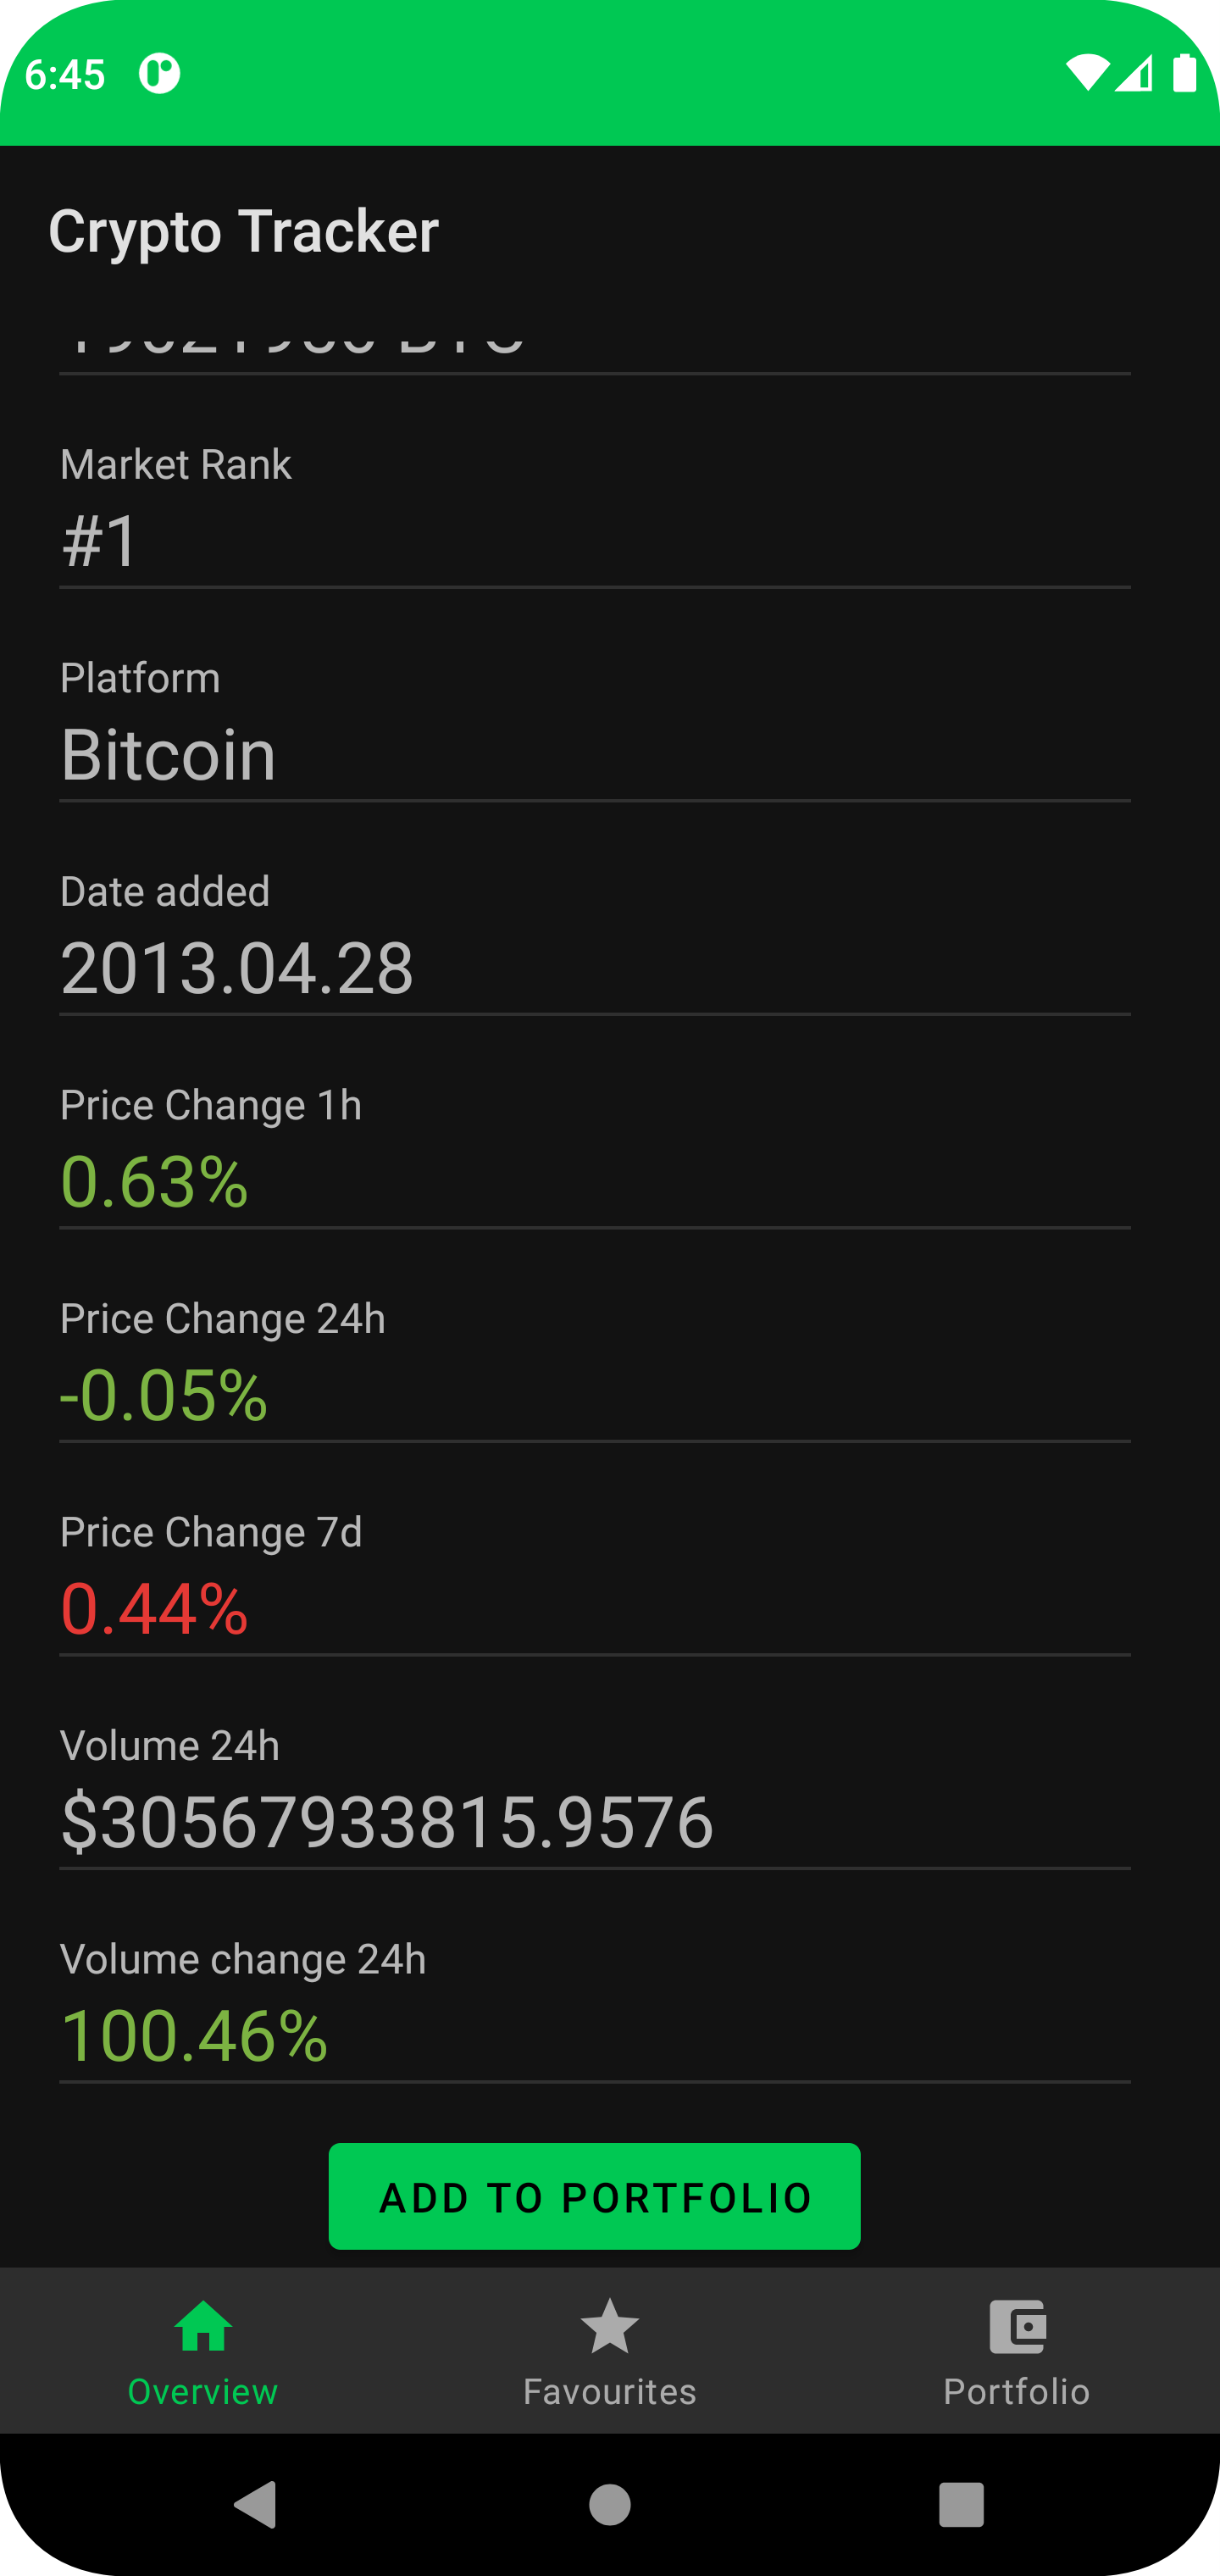 6:45
Crypto Tracker
Market Rank
#1
Platform
Bitcoin
Date added
2013.04.28
Price Change 1h
0.63%
Price Change 24h
-0.05%
Price Change 7d
0.44%
Volume 24h
$30567933815.9576
Volume change 24h
100.46%
ADD TO PORTFOLIO
Overview
Favourites
Portfolio